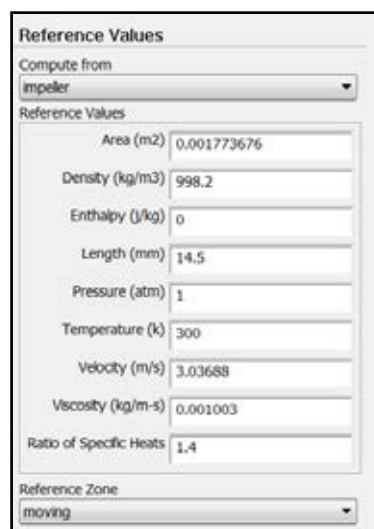 Reference Values
Compute from
impeller
Reference Values
Area (m2) 0.001773676
Density (kg/m3) 998.2
Enthalpy (J/kg) 0
Length (mm) 14.5
Pressure (atm) 1
Temperature (k) 300
Velocity (m/s) 3.03688
Viscosity (kg/m-s) 0.001003
Ratio of Specific Heats 1.4
Reference Zone
moving